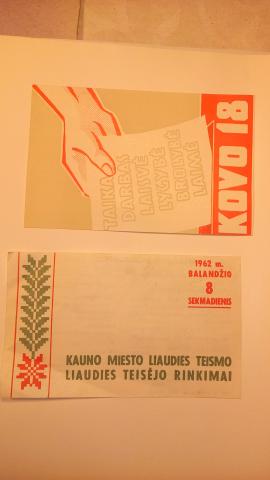 TAIKA
DARBAS
LAISVĖ
LYGYBĖ
BROLYBĖ
LAIMĖ
KOVO 18
1962 m.
BALANDŽIO
8
SEKMADIENIS
KAUNO MIESTO LIAUDIES TEISMO
LIAUDIES TEISĖJO RINKIMAI